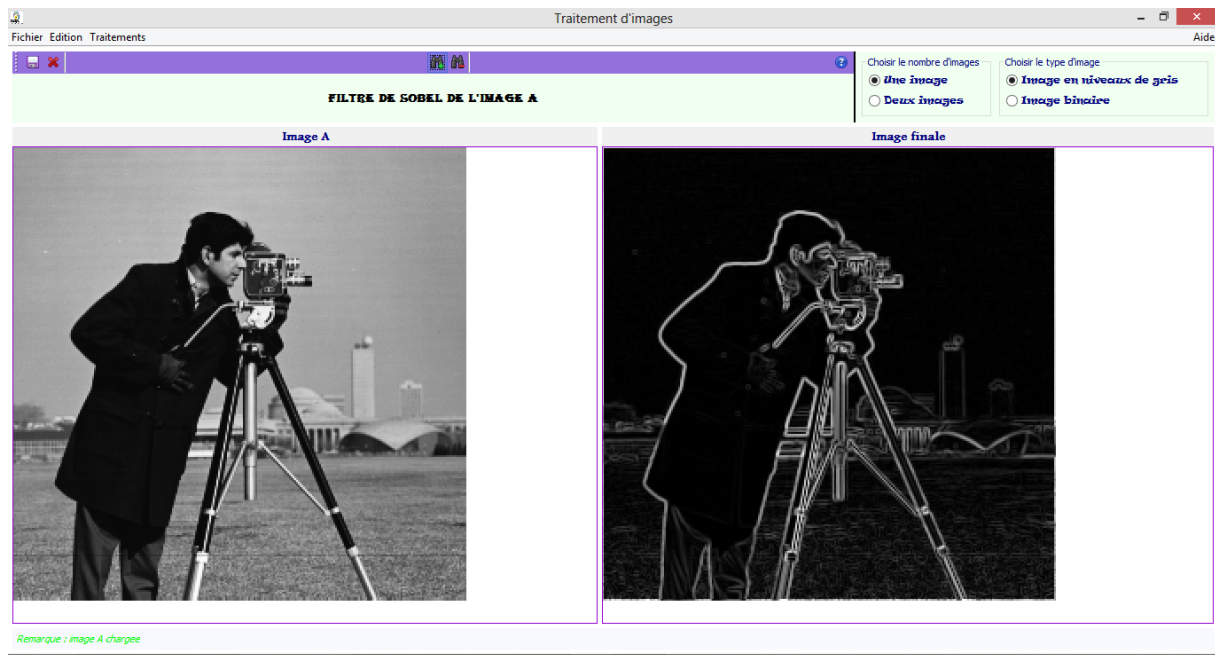 Traitement d'images
Fichier Edition Traitements
Aide
Choisir le nombre d'images
Une image
Deux images
Choisir le type d'image
Image en niveaux de gris
Image binaire
FILTRE DE SOBEL DE L'IMAGE A
Image A
Image finale
Remarque : image A chargee